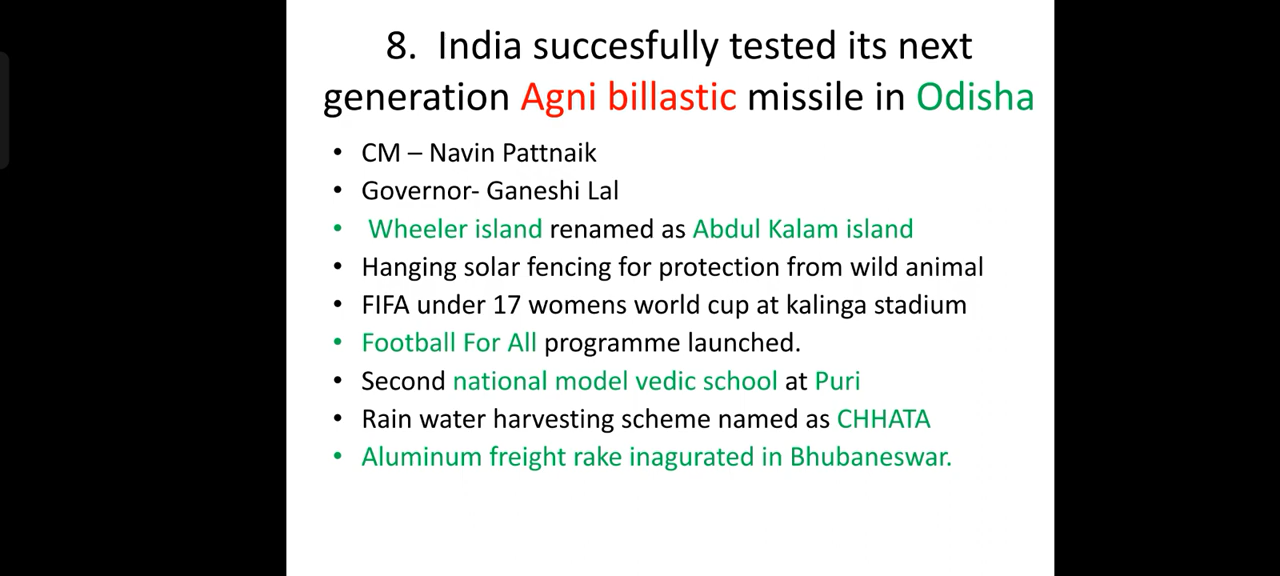 8. India succesfully tested its next
generation Agni billastic missile in Odisha
• CM – Navin Pattnaik
• Governor- Ganeshi Lal
• Wheeler island renamed as Abdul Kalam island
• Hanging solar fencing for protection from wild animal
• FIFA under 17 womens world cup at kalinga stadium
• Football For All programme launched.
• Second national model vedic school at Puri
• Rain water harvesting scheme named as CHHATA
• Aluminum freight rake inagurated in Bhubaneswar.